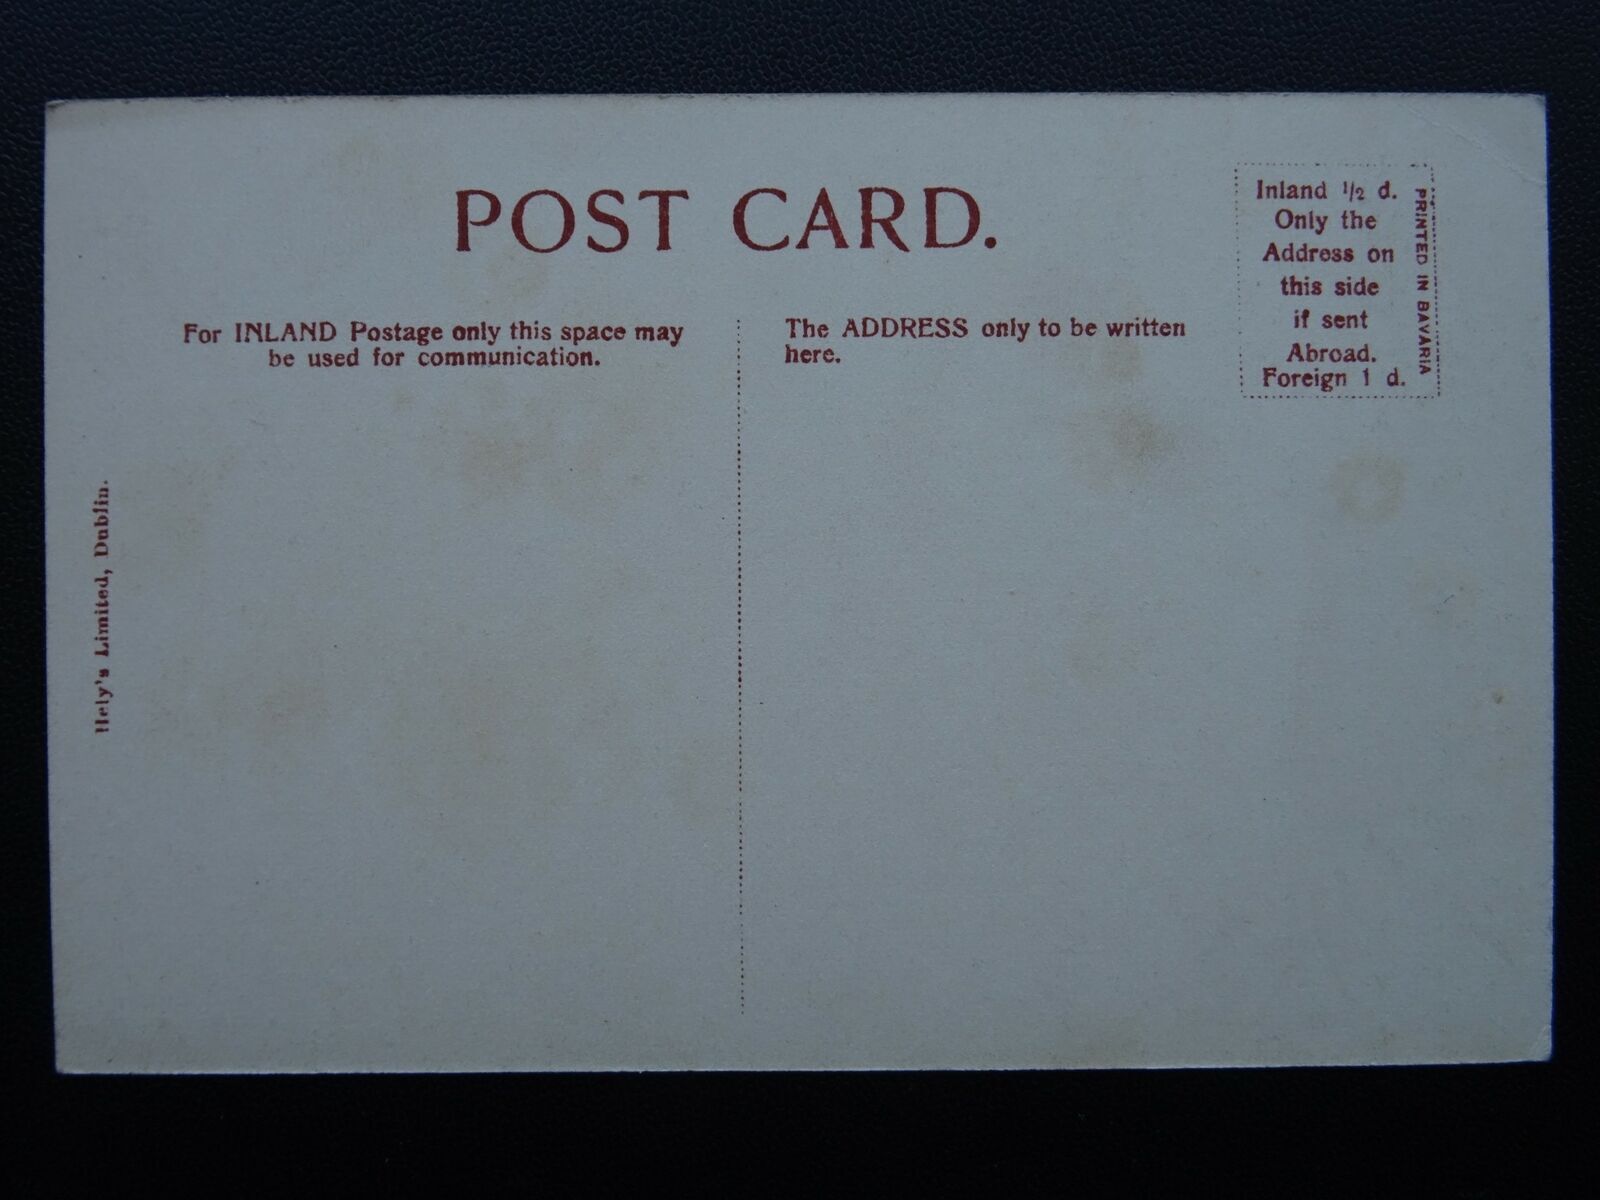 POST CARD.
Inland 1/2 d.
Only the
Address on
this side
if sent
Abroad.
Foreign 1 d.
PRINTED IN BAVARIA
For INLAND Postage only this space may
be used for communication.
The ADDRESS only to be written
here.
Hely's Limited, Dublin.